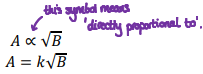 this symbol means
'directly proportional to'.
A ∝ √B
A = k√B